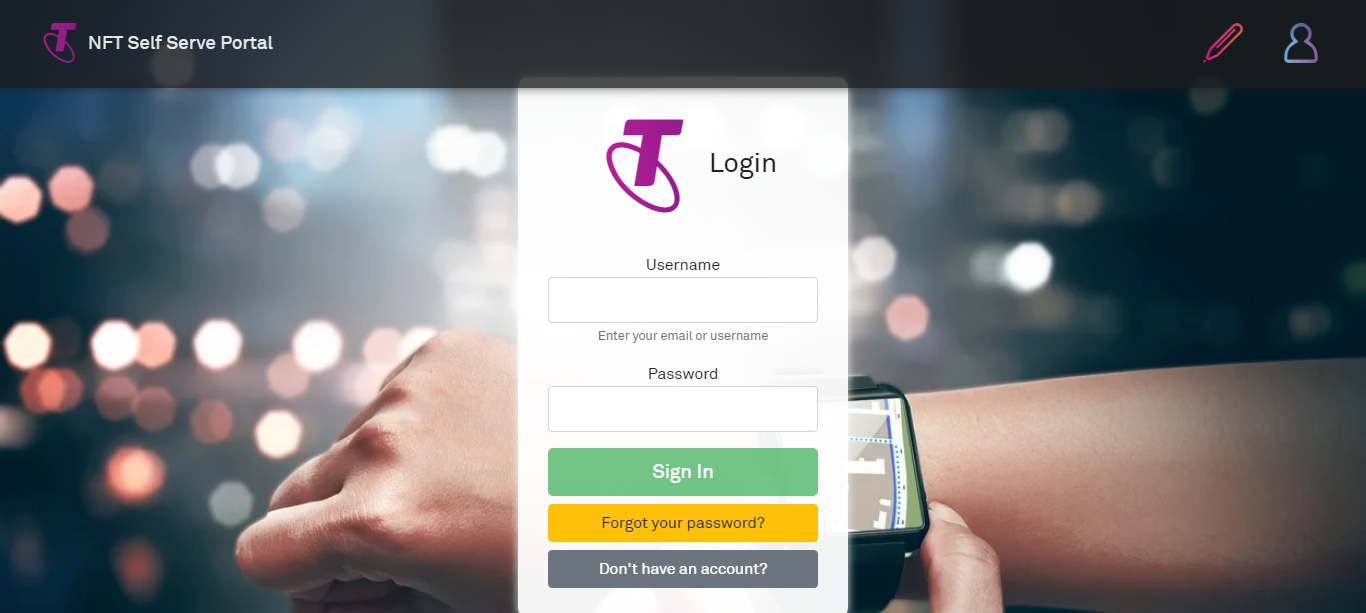 NFT Self Serve Portal
Login
Username
Enter your email or username
Password
Sign In
Forgot your password?
Don't have an account?